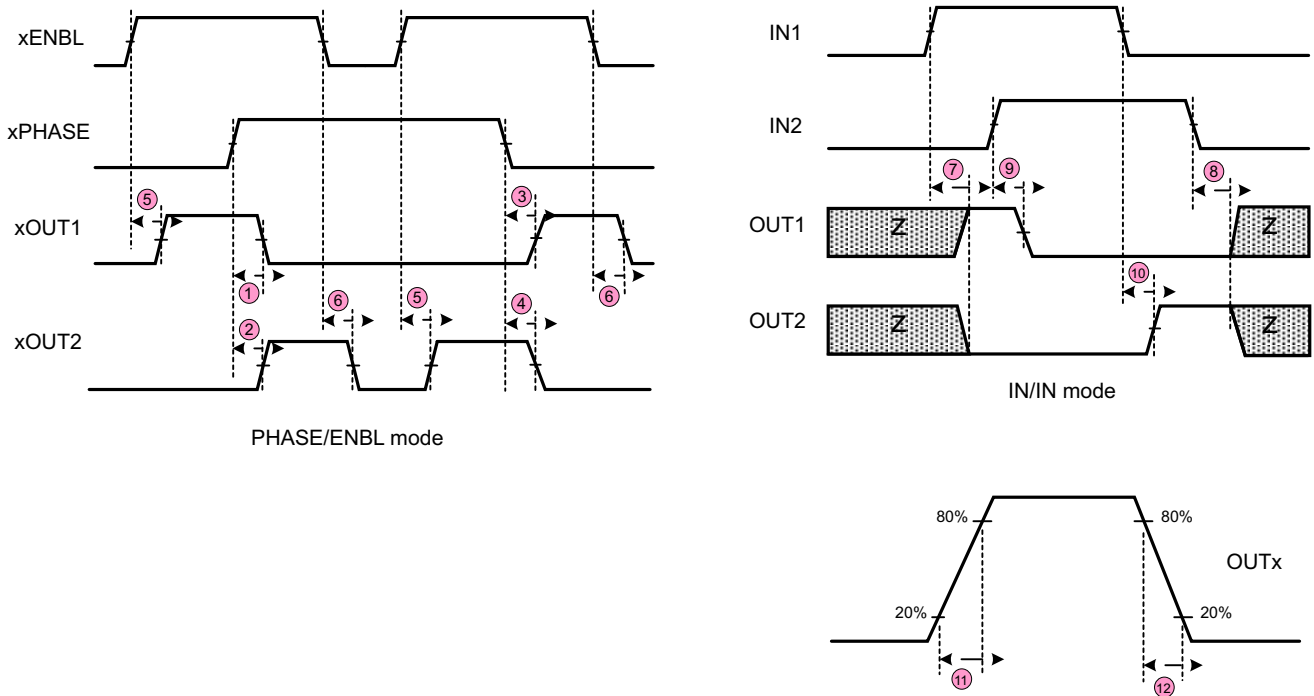 xENBL
xPHASE
5
3
xOUT1
1
6
5
4
6
2
xOUT2
PHASE/ENBL mode
IN1
IN2
7
9
8
OUT1
Z
Z
10
OUT2
Z
Z
IN/IN mode
80%
80%
OUTx
20%
20%
11
12